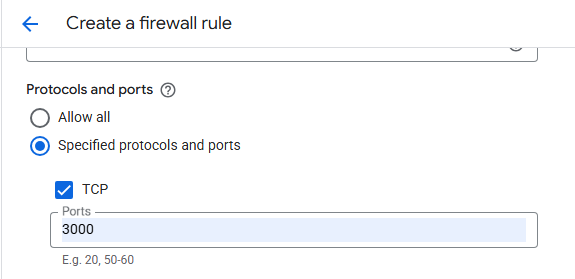 Create a firewall rule
Protocols and ports
Allow all
Specified protocols and ports
TCP
Ports
3000
E.g. 20, 50-60